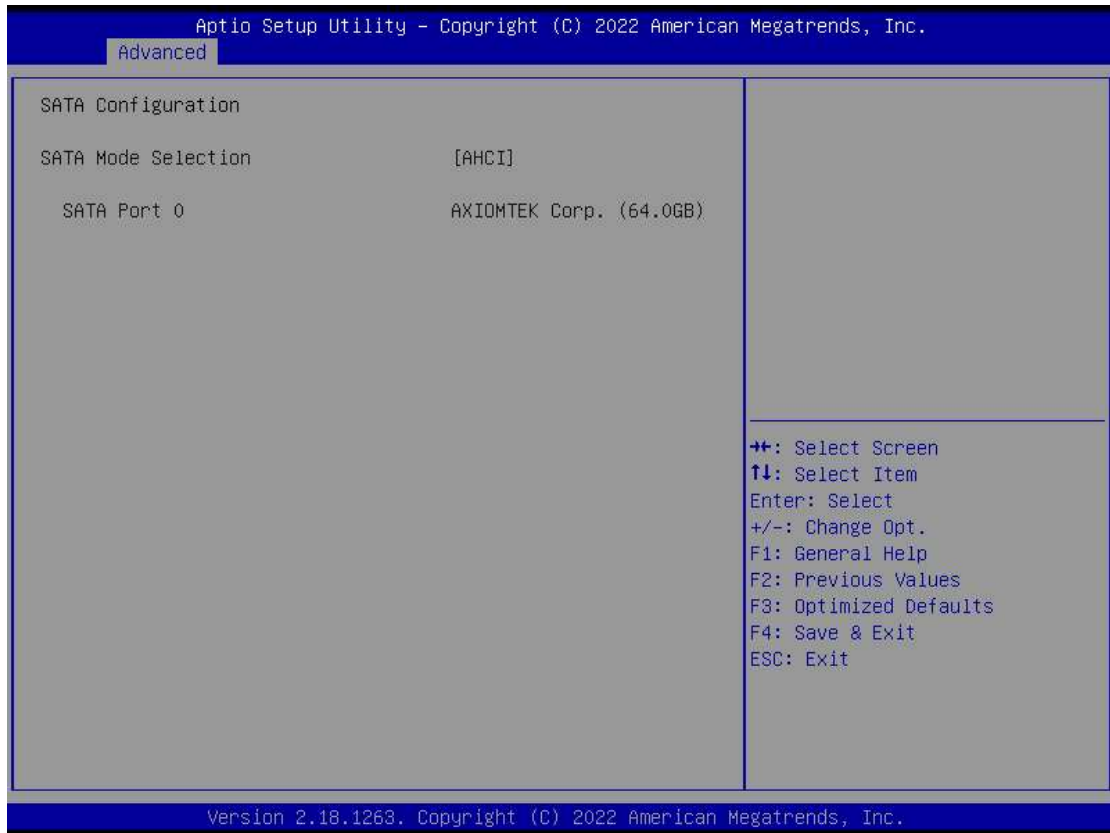 Aptio Setup Utility – Copyright (C) 2022 American Megatrends, Inc.
Advanced
SATA Configuration
SATA Mode Selection [AHCI]
SATA Port 0 AXIOMTEK Corp. (64.0GB)
→←: Select Screen
↑↓: Select Item
Enter: Select
+/-: Change Opt.
F1: General Help
F2: Previous Values
F3: Optimized Defaults
F4: Save & Exit
ESC: Exit
Version 2.18.1263. Copyright (C) 2022 American Megatrends, Inc.